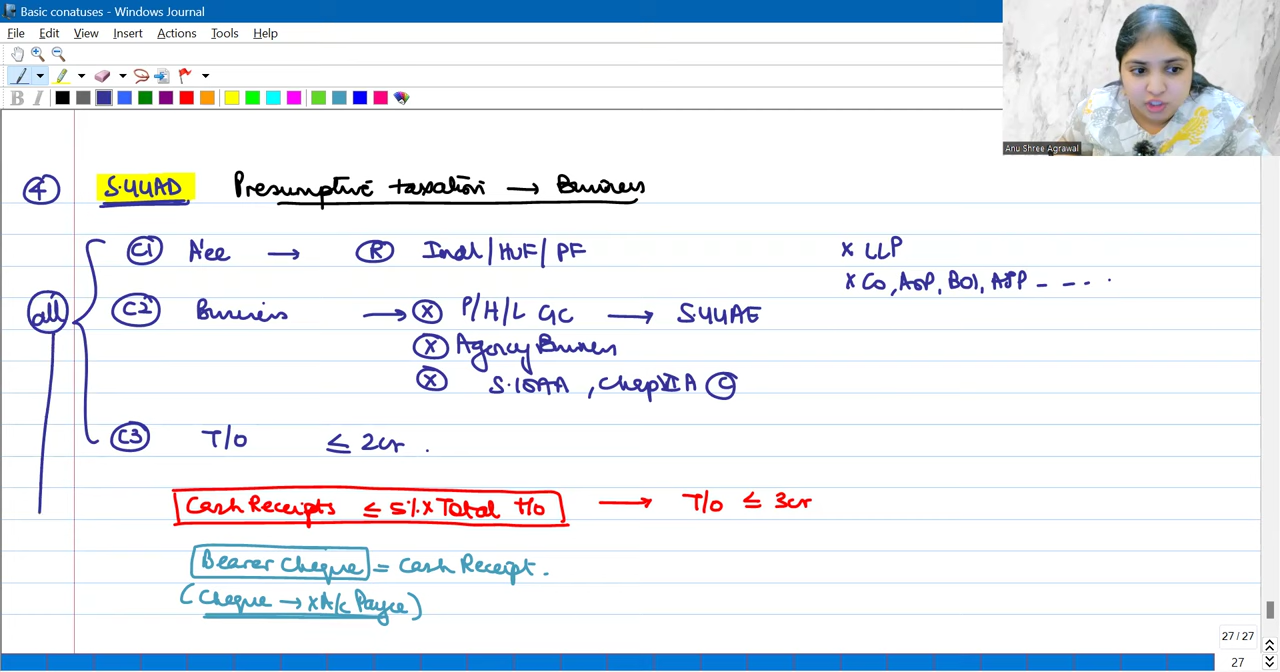 Basic conatuses - Windows Journal
File Edit View Insert Actions Tools Help
B I
Anu Shree Agrawal
④ S.44AD Presumptive taxation → Business
C1 A'ee → R Indl/HUF/PF x LLP
x Co, AOP, BOI, AJP - - - - .
all C2 Business → x P/H/L GC → S.44AE
x Agency Business
x S.10AA, Chap VI A C
C3 T/O ≤ 2cr .
Cash Receipts ≤ 5% x Total T/O → T/O ≤ 3cr
Bearer Cheque = Cash Receipt.
(Cheque → x A/c Payee)
27 / 27
27